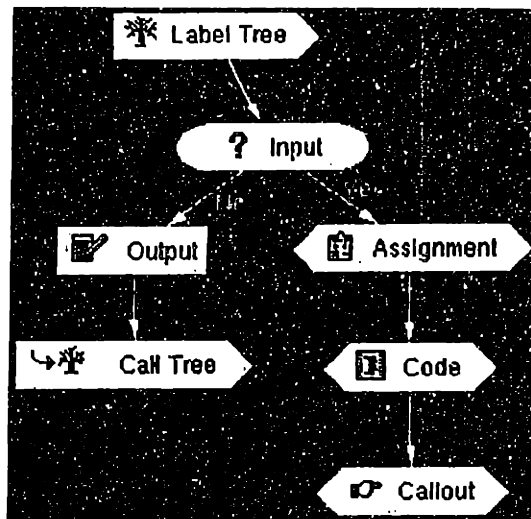 Label Tree
? Input
Output
Assignment
Call Tree
Code
Callout